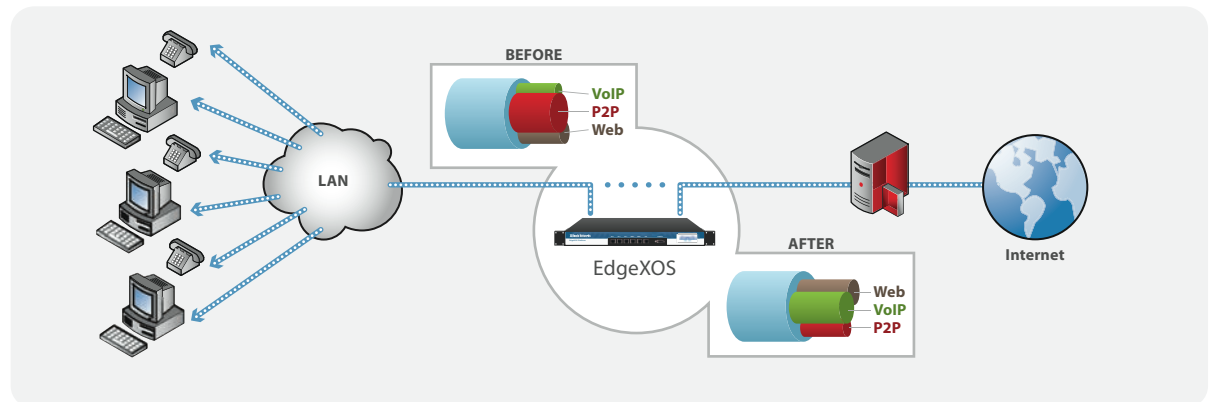 BEFORE
VoIP
P2P
Web
LAN
EdgeXOS
AFTER
Web
VoIP
P2P
Internet